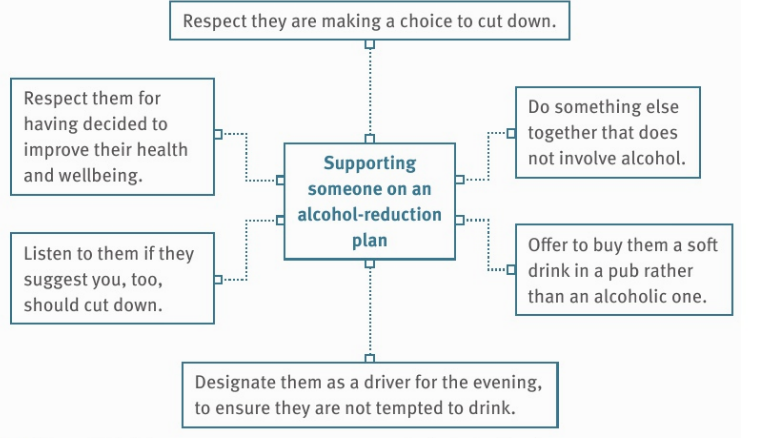 Respect they are making a choice to cut down.
Respect them for
having decided to
improve their health
and wellbeing.
Do something else
together that does
not involve alcohol.
Supporting
someone on an
alcohol-reduction
plan
Listen to them if they
suggest you, too,
should cut down.
Offer to buy them a soft
drink in a pub rather
than an alcoholic one.
Designate them as a driver for the evening,
to ensure they are not tempted to drink.